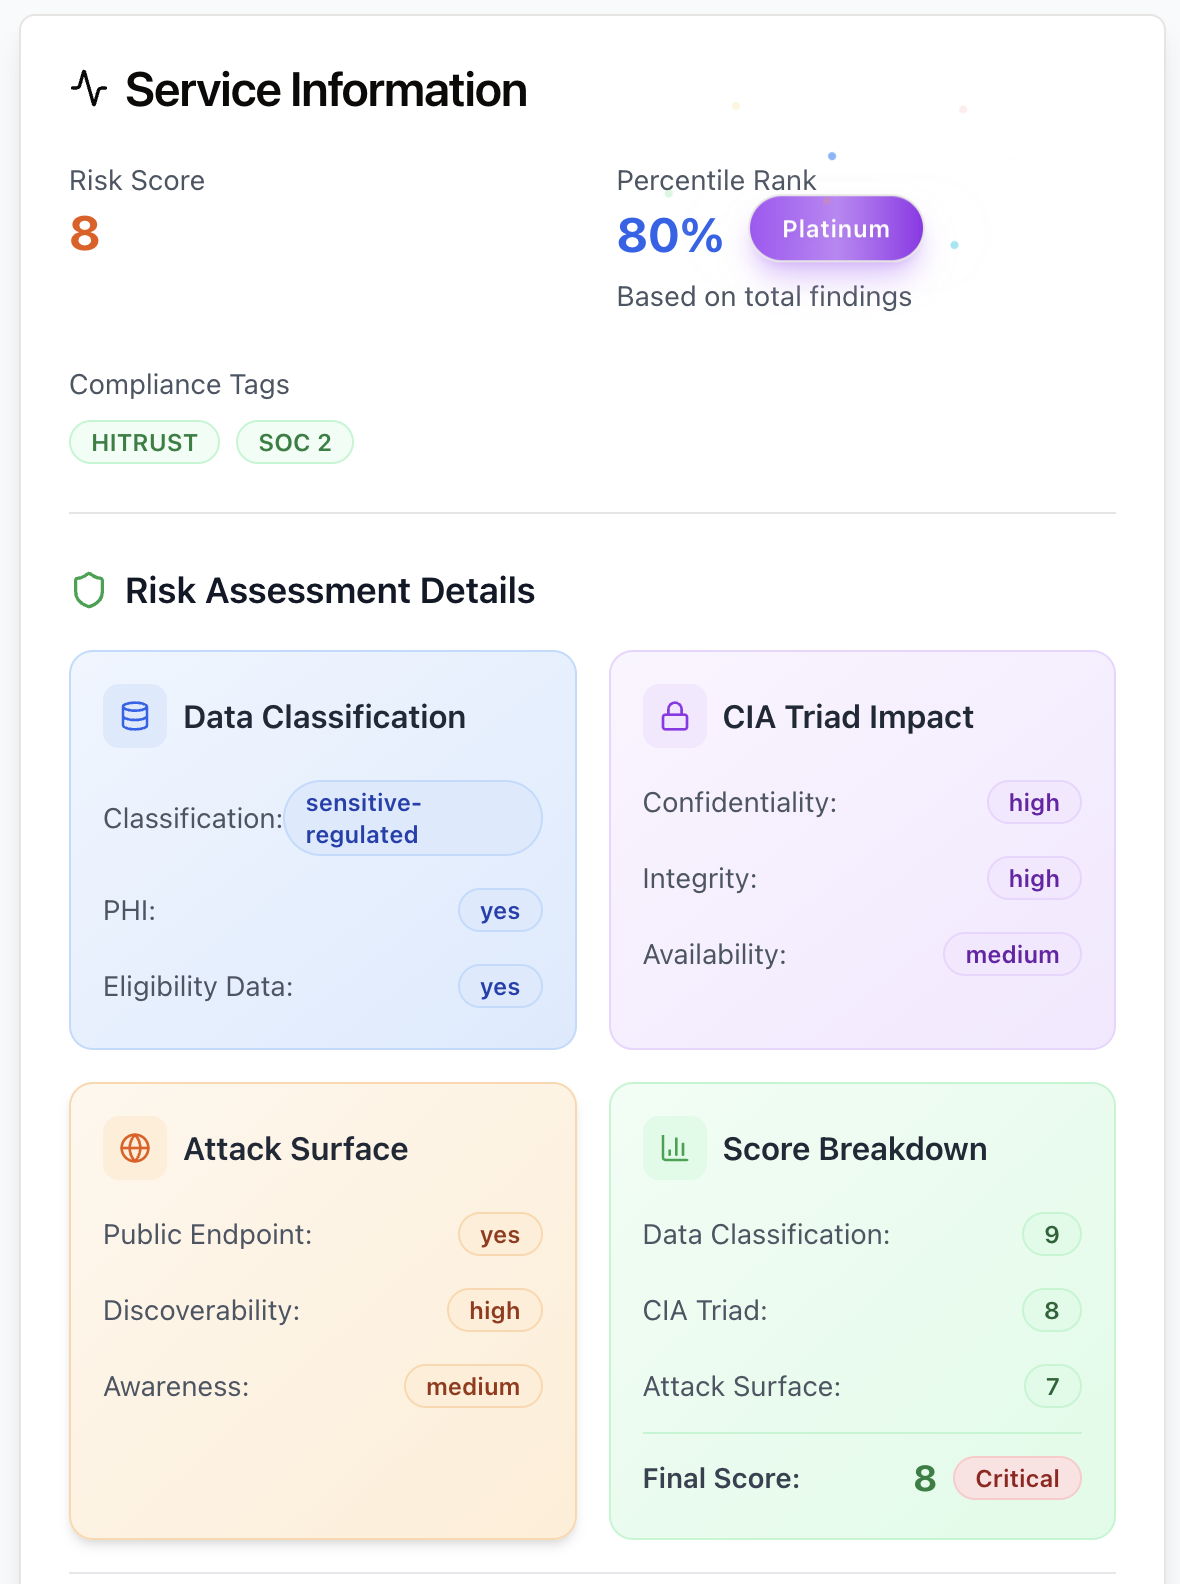 Service Information
Risk Score
8
Percentile Rank
80%
Platinum
Based on total findings
Compliance Tags
HITRUST
SOC 2
Risk Assessment Details
Data Classification
Classification:
sensitive-
regulated
PHI:
yes
Eligibility Data:
yes
CIA Triad Impact
Confidentiality:
high
Integrity:
high
Availability:
medium
Attack Surface
Public Endpoint:
yes
Discoverability:
high
Awareness:
medium
Score Breakdown
Data Classification:
9
CIA Triad:
8
Attack Surface:
7
Final Score:
8
Critical